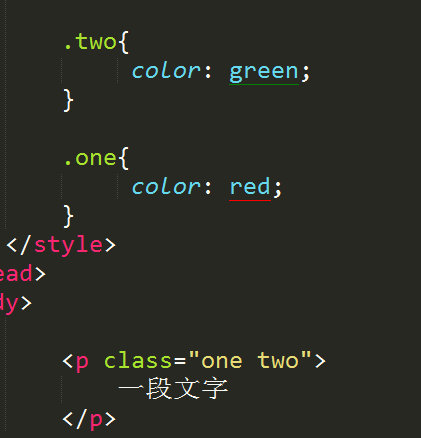 .two{
color: green;
}
.one{
color: red;
}
</style>
ead>
dy>
<p class="one two">
一段文字
</p>